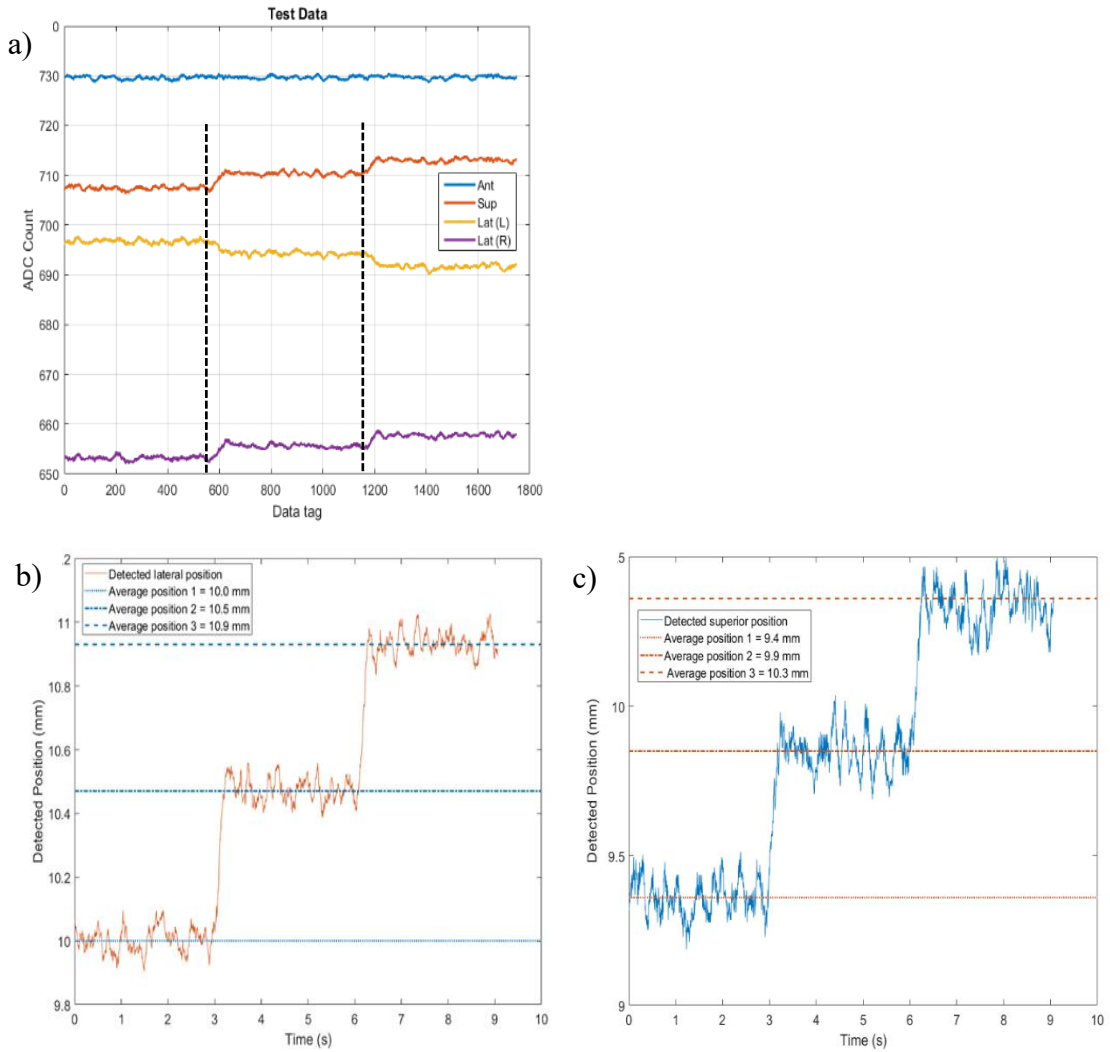 a)
Test Data
0
730
720
710
700
690
680
670
660
650
ADC Count
Ant
Sup
Lat (L)
Lat (R)
0 200 400 600 800 1000 1200 1400 1600 1800
Data tag
b)
.2
11
10.8
10.6
10.4
10.2
10
9.8
Detected Position (mm)
Detected lateral position
Average position 1 = 10.0 mm
Average position 2 = 10.5 mm
Average position 3 = 10.9 mm
0 1 2 3 4 5 6 7 8 9 10
Time (s)
c)
.5
10
9.5
9
Detected Position (mm)
Detected superior position
Average position 1 = 9.4 mm
Average position 2 = 9.9 mm
Average position 3 = 10.3 mm
0 1 2 3 4 5 6 7 8 9 10
Time (s)